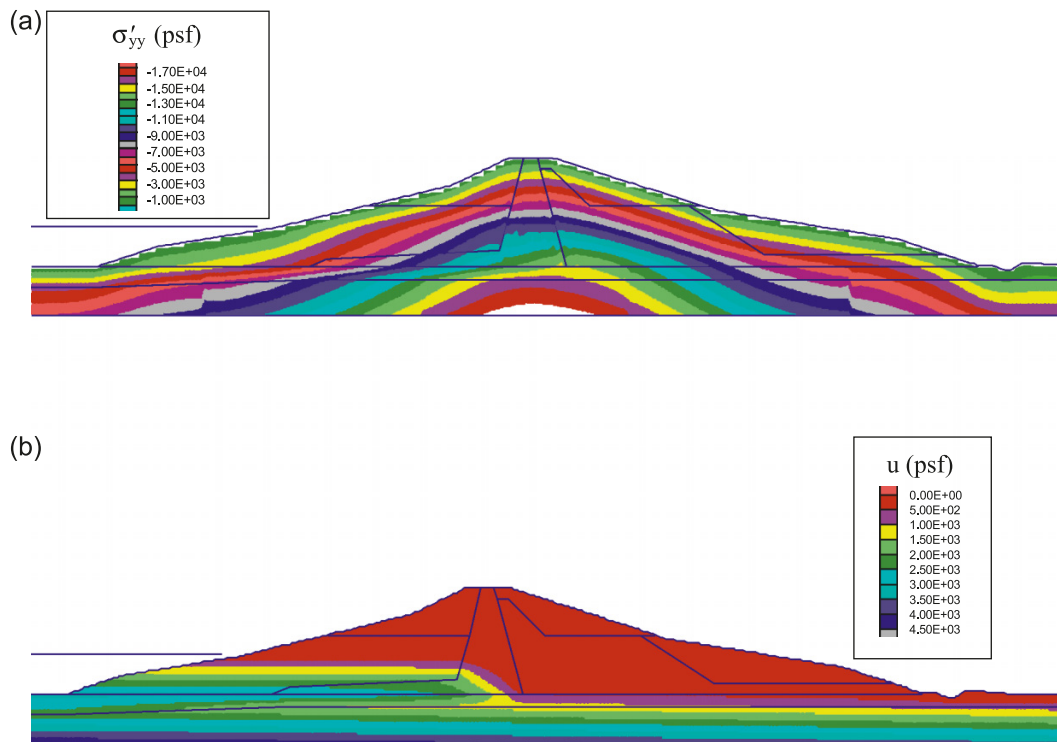 (a)
σ′yy (psf)
-1.70E+04
-1.50E+04
-1.30E+04
-1.10E+04
-9.00E+03
-7.00E+03
-5.00E+03
-3.00E+03
-1.00E+03
(b)
u (psf)
0.00E+00
5.00E+02
1.00E+03
1.50E+03
2.00E+03
2.50E+03
3.00E+03
3.50E+03
4.00E+03
4.50E+03